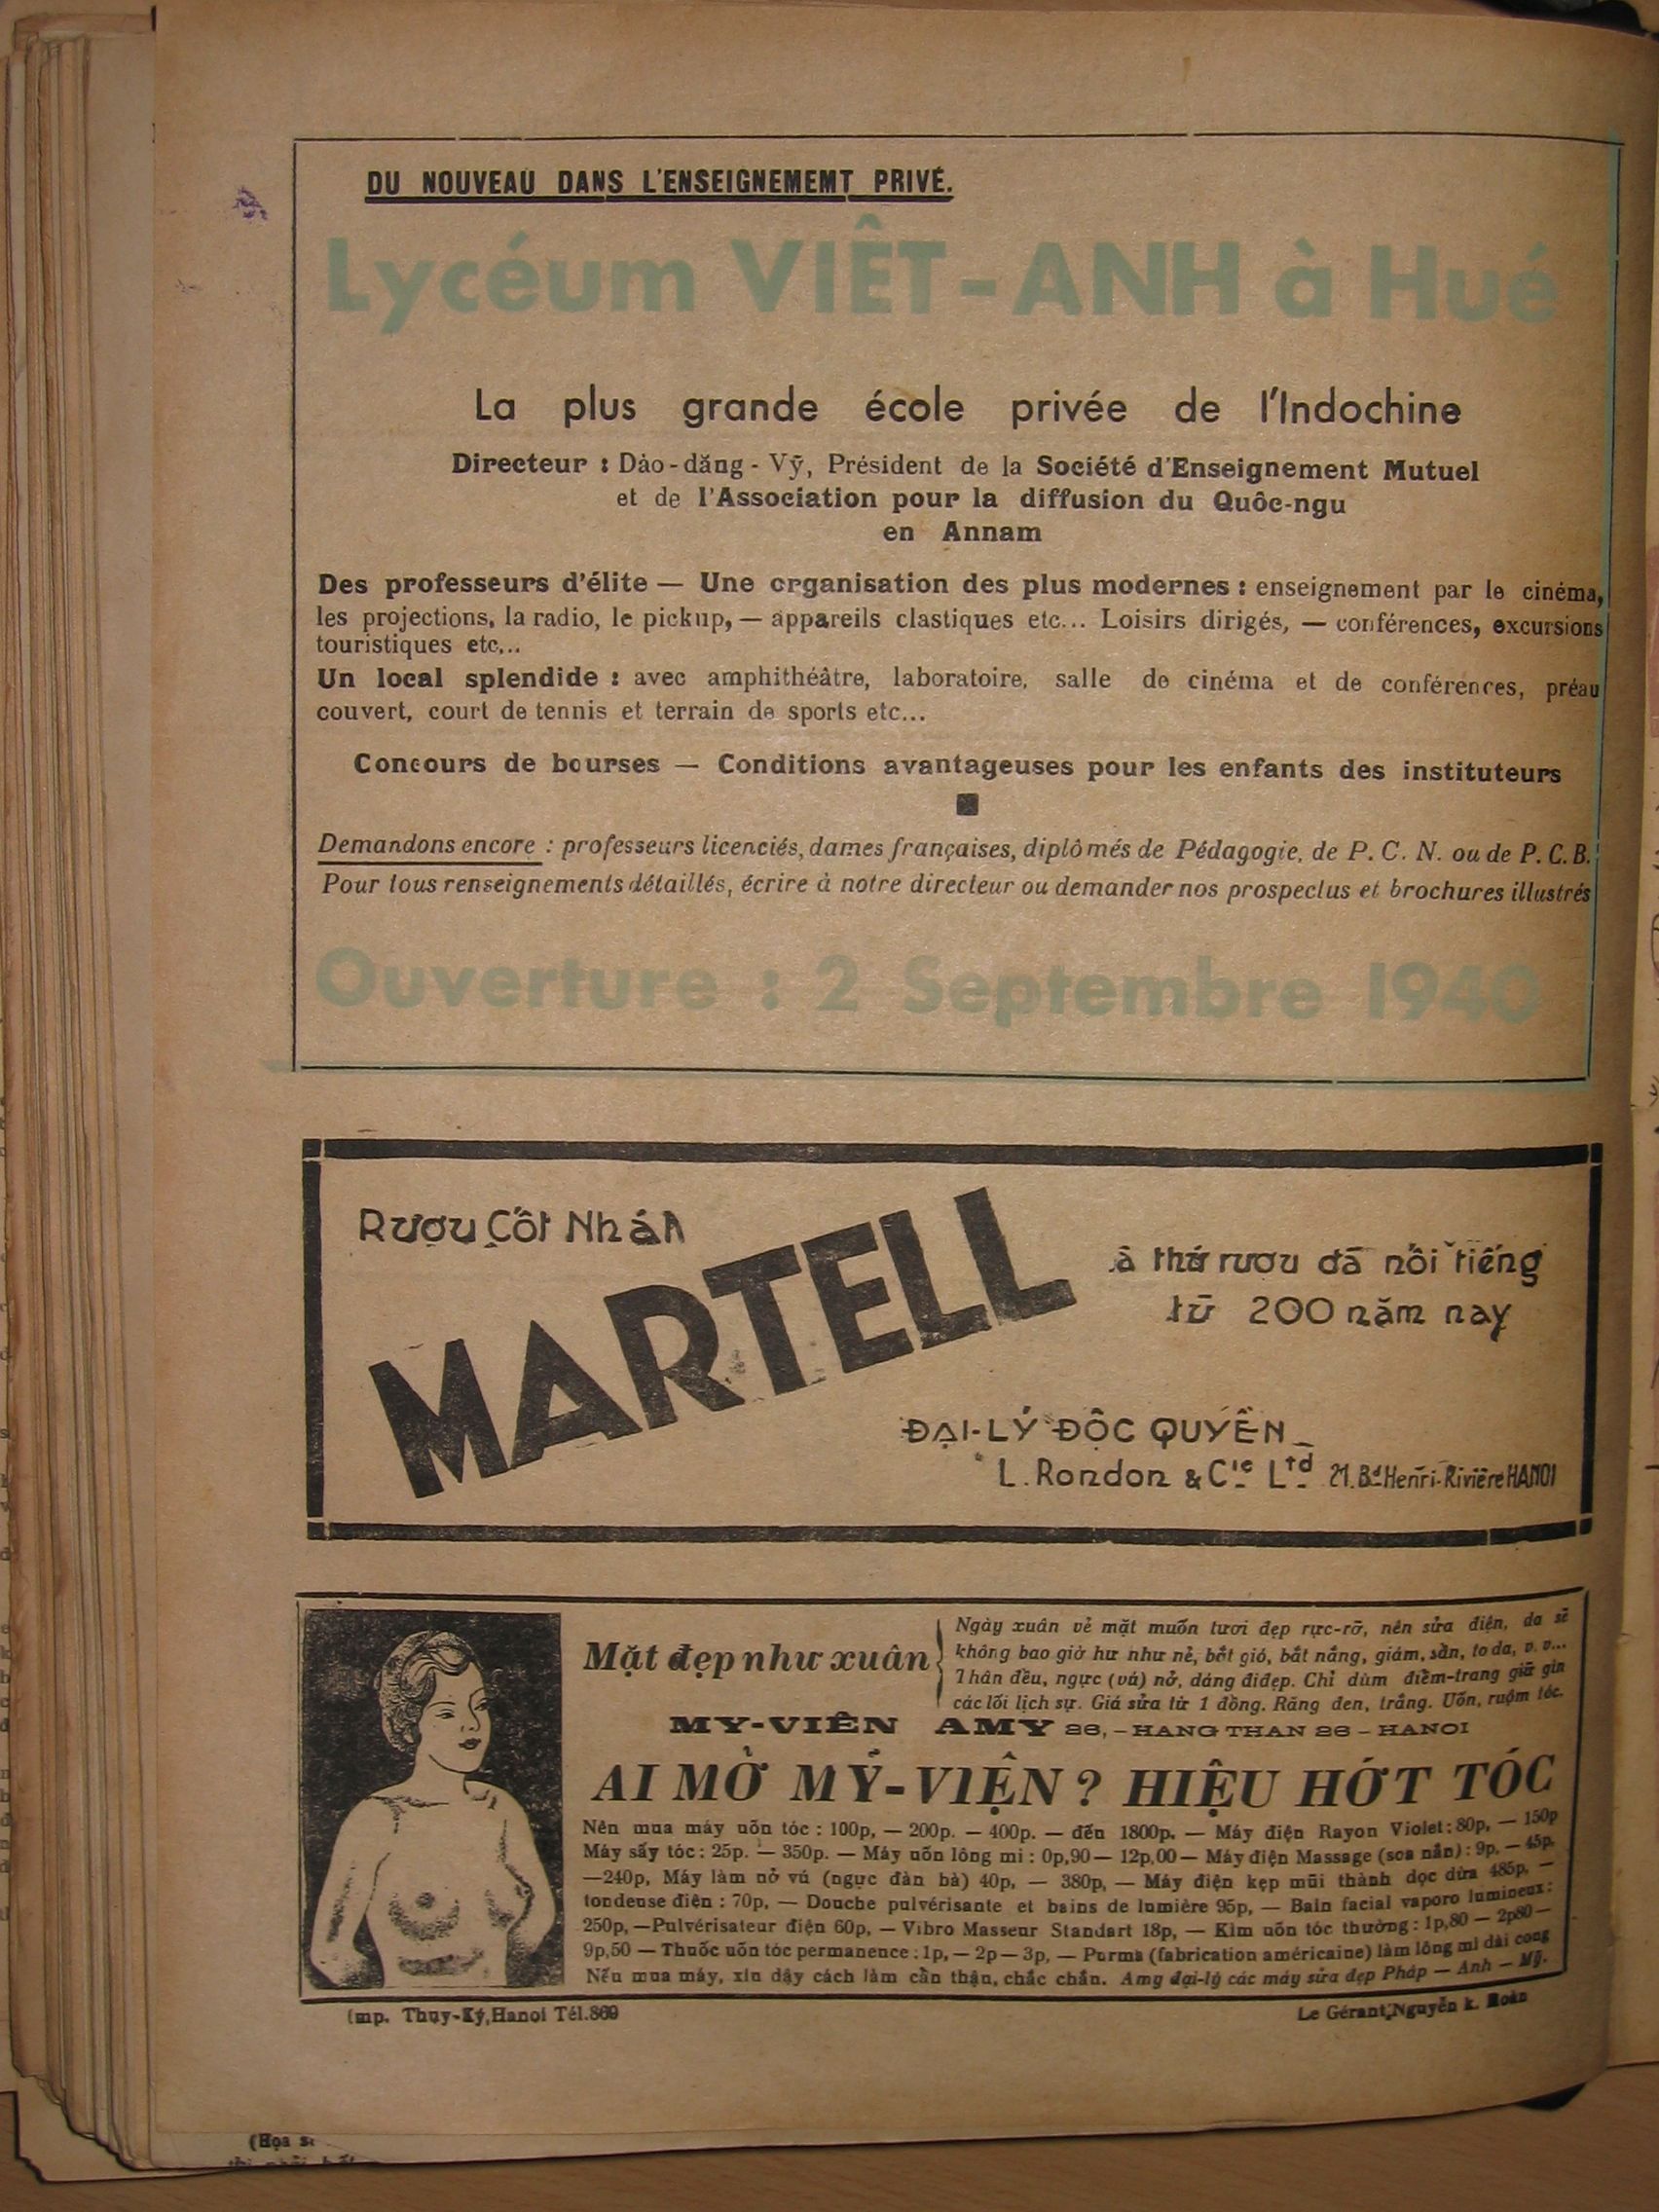 DU NOUVEAU DANS L'ENSEIGNEMEMT PRIVÉ.
Lycéum VIÊT-ANH à Hué
La plus grande école privée de l'Indochine
Directeur : Dào-dăng-Vỹ, Président de la Société d'Enseignement Mutuel
et de l'Association pour la diffusion du Quôc-ngu
en Annam
Des professeurs d'élite — Une organisation des plus modernes : enseignement par le cinéma,
les projections, la radio, le pickup, — appareils clastiques etc... Loisirs dirigés, — conférences, excursions
touristiques etc...
Un local splendide : avec amphithéâtre, laboratoire, salle de cinéma et de conférences, préau
couvert, court de tennis et terrain de sports etc...
Concours de bourses — Conditions avantageuses pour les enfants des instituteurs
Demandons encore : professeurs licenciés, dames françaises, diplômés de Pédagogie, de P. C. N. ou de P. C. B.
Pour tous renseignements détaillés, écrire à notre directeur ou demander nos prospectus et brochures illustrés
Ouverture : 2 Septembre 1940
Rượu Cốt Nhát
MARTELL
là thứ rượu đã nổi tiếng
từ 200 năm nay
ĐẠI-LÝ ĐỘC QUYỀN
L. Rondon & Cie Ltd 21. Bd Henri-Rivière HANOI
Mặt đẹp như xuân
Ngày xuân vẻ mặt muốn tươi đẹp rực-rỡ, nên sửa điện, da sẽ
không bao giờ hư như nẻ, bắt gió, bắt nắng, giám, sần, to da, v. v...
Thân đều, ngực (vú) nở, dáng đi đẹp. Chỉ dùm điểm-trang giữ gìn
các lối lịch sự. Giá sửa từ 1 đồng. Răng đen, trắng. Uốn, ruộm tóc.
MY-VIÊN AMY 26, – HANG THAN 26 – HANOI
AI MỞ MỸ-VIỆN ? HIỆU HỚT TÓC
Nên mua máy uốn tóc : 100p, — 200p. — 400p. — đến 1800p. — Máy điện Rayon Violet: 80p, — 150p
Máy sấy tóc : 25p. — 350p. — Máy uốn lông mi : 0p,90 — 12p,00 — Máy điện Massage (soa nắn) : 9p, — 45p.
—240p, Máy làm nở vú (ngực đàn bà) 40p, — 380p, — Máy điện kẹp mũi thành dọc dừa 485p, —
tondeuse điện : 70p, — Douche pulvérisante et bains de lumière 95p, — Bain facial vaporo lumineux:
250p, —Pulvérisateur điện 60p, — Vibro Masseur Standart 18p, — Kìm uốn tóc thường : 1p,80 — 2p80 —
9p,50 — Thuốc uốn tóc permanence : 1p, — 2p — 3p, — Purma (fabrication américaine) làm lông mi dài cong
Nếu mua máy, xin dậy cách làm cẩn thận, chắc chắn. Amy đại-lý các máy sửa đẹp Pháp — Anh — Mỹ.
Imp. Thụy-Ký, Hanoi Tél.869
Le Gérant, Nguyễn k. Hoàn
(Họa